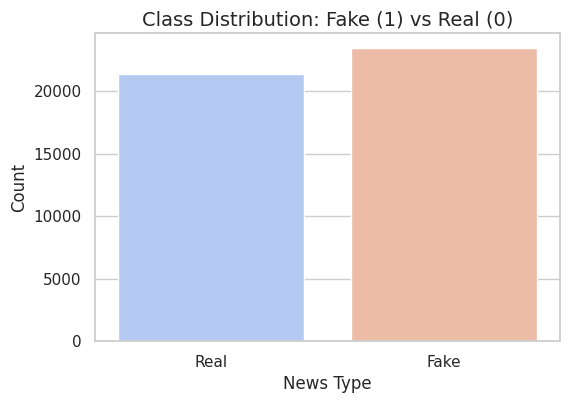 Class Distribution: Fake (1) vs Real (0)
Count
20000
15000
10000
5000
0
Real Fake
News Type